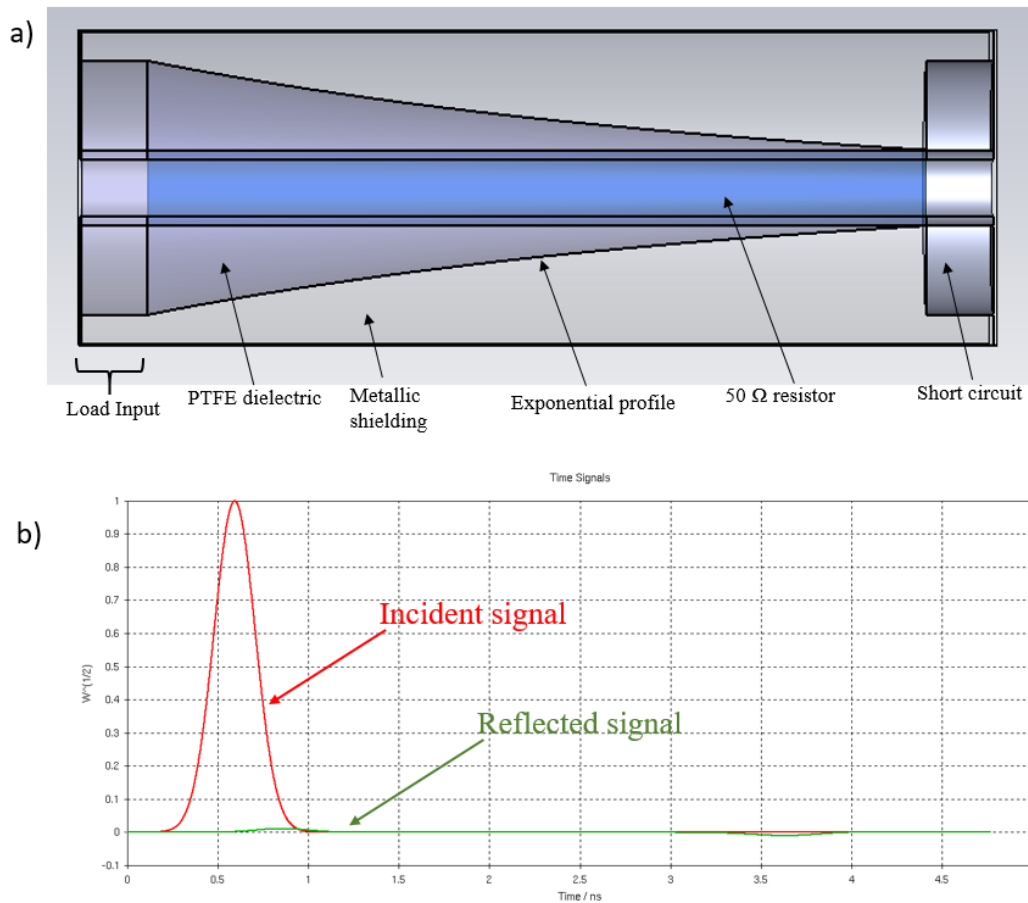 a)
Load Input
PTFE dielectric
Metallic
shielding
Exponential profile
50 Ω resistor
Short circuit
Time Signals
b)
1
0.9
0.8
0.7
0.6
0.5
0.4
0.3
0.2
0.1
0
-0.1
W^(1/2)
Incident signal
Reflected signal
0
0.5
1
1.5
2
2.5
3
3.5
4
4.5
Time / ns